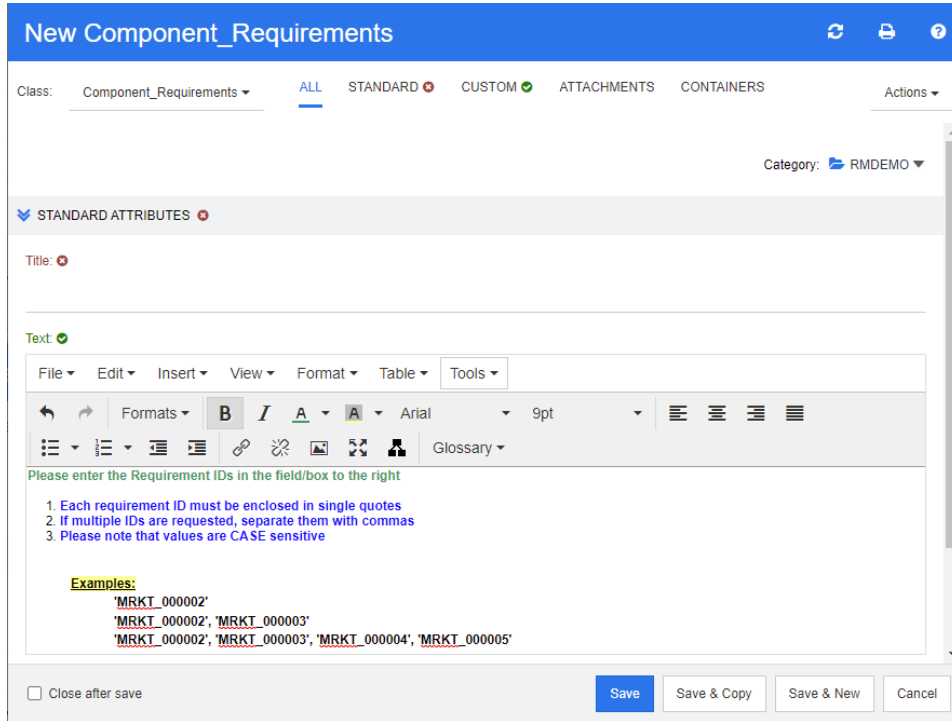 New Component_Requirements
Class: Component_Requirements ALL STANDARD CUSTOM ATTACHMENTS CONTAINERS Actions
Category: RMDEMO
STANDARD ATTRIBUTES
Title:
Text:
File Edit Insert View Format Table Tools
Formats B I A A Arial 9pt
Glossary
Please enter the Requirement IDs in the field/box to the right
1. Each requirement ID must be enclosed in single quotes
2. If multiple IDs are requested, separate them with commas
3. Please note that values are CASE sensitive
Examples:
'MRKT_000002'
'MRKT_000002', 'MRKT_000003'
'MRKT_000002', 'MRKT_000003', 'MRKT_000004', 'MRKT_000005'
Close after save Save Save & Copy Save & New Cancel